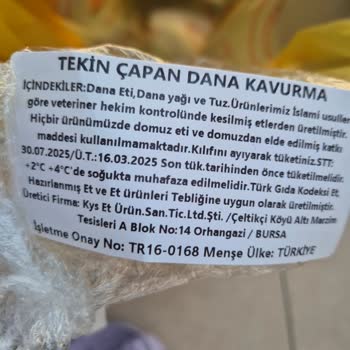 TEKİN ÇAPAN DANA KAVURMA
İÇİNDEKİLER:Dana Eti,Dana yağı ve Tuz.Ürünlerimiz İslami usuller
göre veteriner hekim kontrolünde kesilmiş etlerden üretilmiştir.
Hiçbir ürünümüzde domuz eti ve domuzdan elde edilmiş katkı
maddesi kullanılmamaktadır.Kılıfını ayıyarak tüketiniz.STT:
30.07.2025/Ü.T.:16.03.2025 Son tük.tarihinden önce tüketilmelidir.
+2°C +4°C'de soğukta muhafaza edilmelidir.Türk Gıda Kodeksi Et,
Hazırlanmış Et ve Et ürünleri Tebliğine uygun olarak üretilmiştir.
Üretici Firma: Kys Et Ürün.San.Tic.Ltd.Şti. /Çeltikçi Köyü Altı Marzim
Tesisleri A Blok No:14 Orhangazi / BURSA
İşletme Onay No: TR16-0168 Menşe Ülke: TÜRKİYE